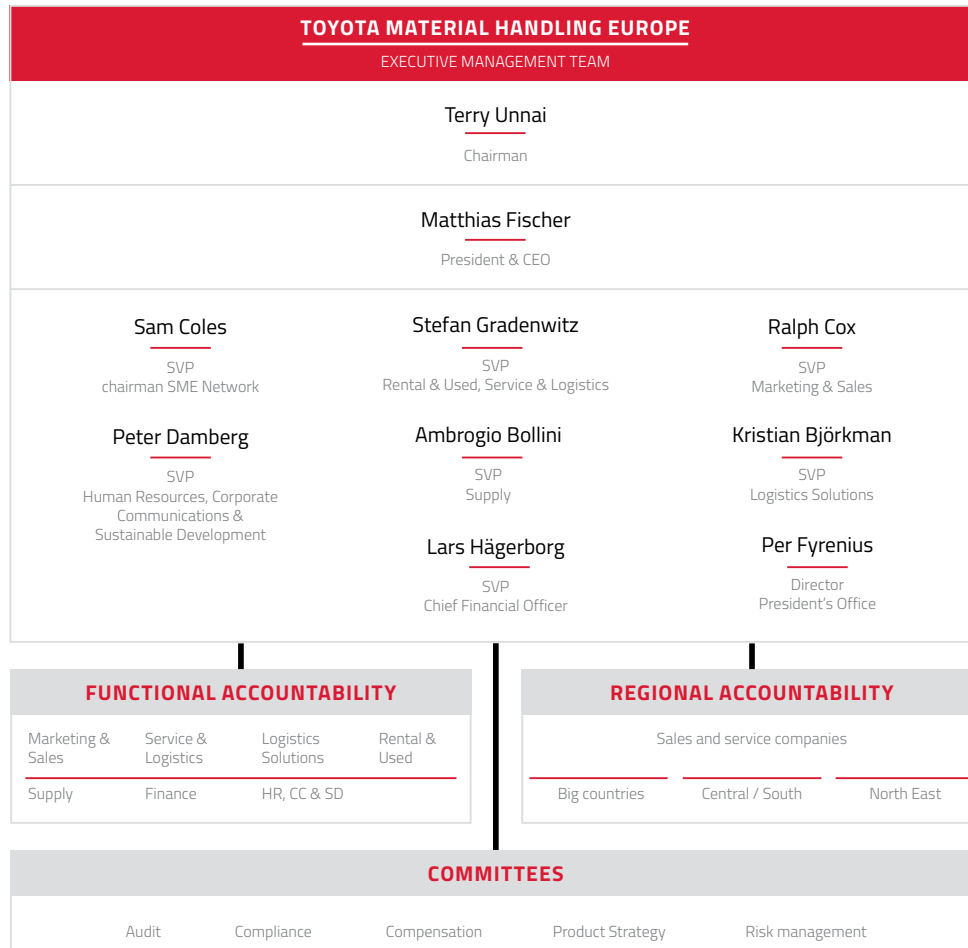 TOYOTA MATERIAL HANDLING EUROPE
EXECUTIVE MANAGEMENT TEAM
Terry Unnai
Chairman
Matthias Fischer
President & CEO
Sam Coles
SVP
chairman SME Network
Stefan Gradenwitz
SVP
Rental & Used, Service & Logistics
Ralph Cox
SVP
Marketing & Sales
Peter Damberg
SVP
Human Resources, Corporate
Communications &
Sustainable Development
Ambrogio Bollini
SVP
Supply
Kristian Björkman
SVP
Logistics Solutions
Lars Hägerborg
SVP
Chief Financial Officer
Per Fyrenius
Director
President’s Office
FUNCTIONAL ACCOUNTABILITY
Marketing &
Sales
Service &
Logistics
Logistics
Solutions
Rental &
Used
Supply
Finance
HR, CC & SD
REGIONAL ACCOUNTABILITY
Sales and service companies
Big countries
Central / South
North East
COMMITTEES
Audit
Compliance
Compensation
Product Strategy
Risk management